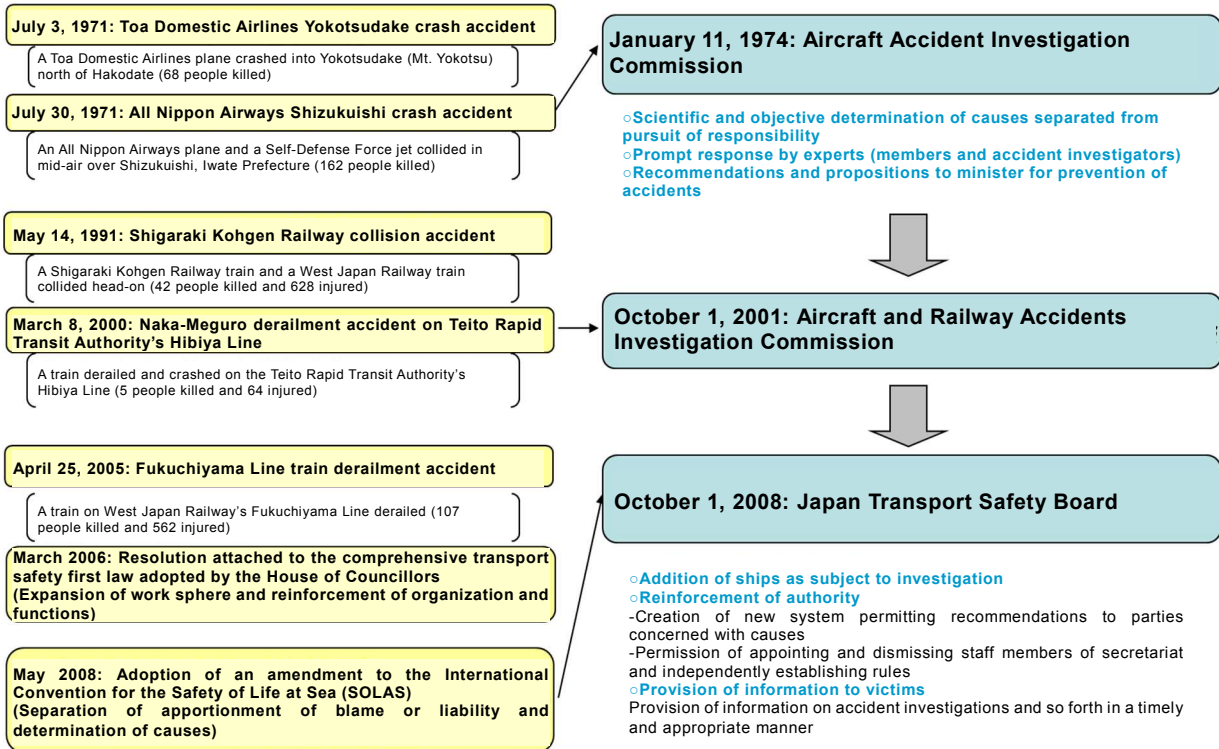 July 3, 1971: Toa Domestic Airlines Yokotsudake crash accident
A Toa Domestic Airlines plane crashed into Yokotsudake (Mt. Yokotsu)
north of Hakodate (68 people killed)
July 30, 1971: All Nippon Airways Shizukuishi crash accident
An All Nippon Airways plane and a Self-Defense Force jet collided in
mid-air over Shizukuishi, Iwate Prefecture (162 people killed)
January 11, 1974: Aircraft Accident Investigation
Commission
○Scientific and objective determination of causes separated from
pursuit of responsibility
○Prompt response by experts (members and accident investigators)
○Recommendations and propositions to minister for prevention of
accidents
May 14, 1991: Shigaraki Kohgen Railway collision accident
A Shigaraki Kohgen Railway train and a West Japan Railway train
collided head-on (42 people killed and 628 injured)
March 8, 2000: Naka-Meguro derailment accident on Teito Rapid
Transit Authority's Hibiya Line
A train derailed and crashed on the Teito Rapid Transit Authority's
Hibiya Line (5 people killed and 64 injured)
October 1, 2001: Aircraft and Railway Accidents
Investigation Commission
April 25, 2005: Fukuchiyama Line train derailment accident
A train on West Japan Railway's Fukuchiyama Line derailed (107
people killed and 562 injured)
March 2006: Resolution attached to the comprehensive transport
safety first law adopted by the House of Councillors
(Expansion of work sphere and reinforcement of organization and
functions)
May 2008: Adoption of an amendment to the International
Convention for the Safety of Life at Sea (SOLAS)
(Separation of apportionment of blame or liability and
determination of causes)
October 1, 2008: Japan Transport Safety Board
○Addition of ships as subject to investigation
○Reinforcement of authority
-Creation of new system permitting recommendations to parties
concerned with causes
-Permission of appointing and dismissing staff members of secretariat
and independently establishing rules
○Provision of information to victims
Provision of information on accident investigations and so forth in a timely
and appropriate manner